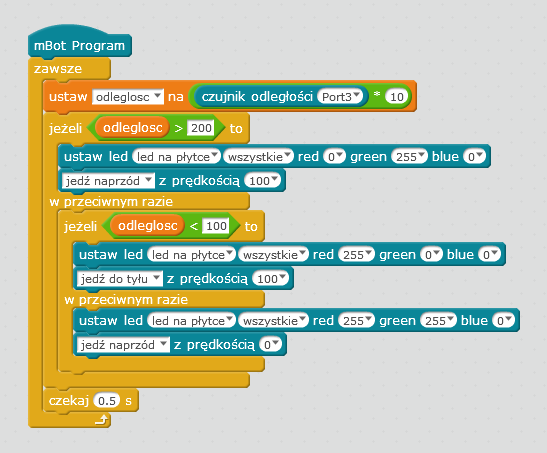 mBot Program
zawsze
ustaw odleglosc na czujnik odległości Port3 * 10
jeżeli odleglosc > 200 to
ustaw led led na płytce wszystkie red 0 green 255 blue 0
jedź naprzód z prędkością 100
w przeciwnym razie
jeżeli odleglosc < 100 to
ustaw led led na płytce wszystkie red 255 green 0 blue 0
jedź do tyłu z prędkością 100
w przeciwnym razie
ustaw led led na płytce wszystkie red 255 green 255 blue 0
jedź naprzód z prędkością 0
czekaj 0.5 s